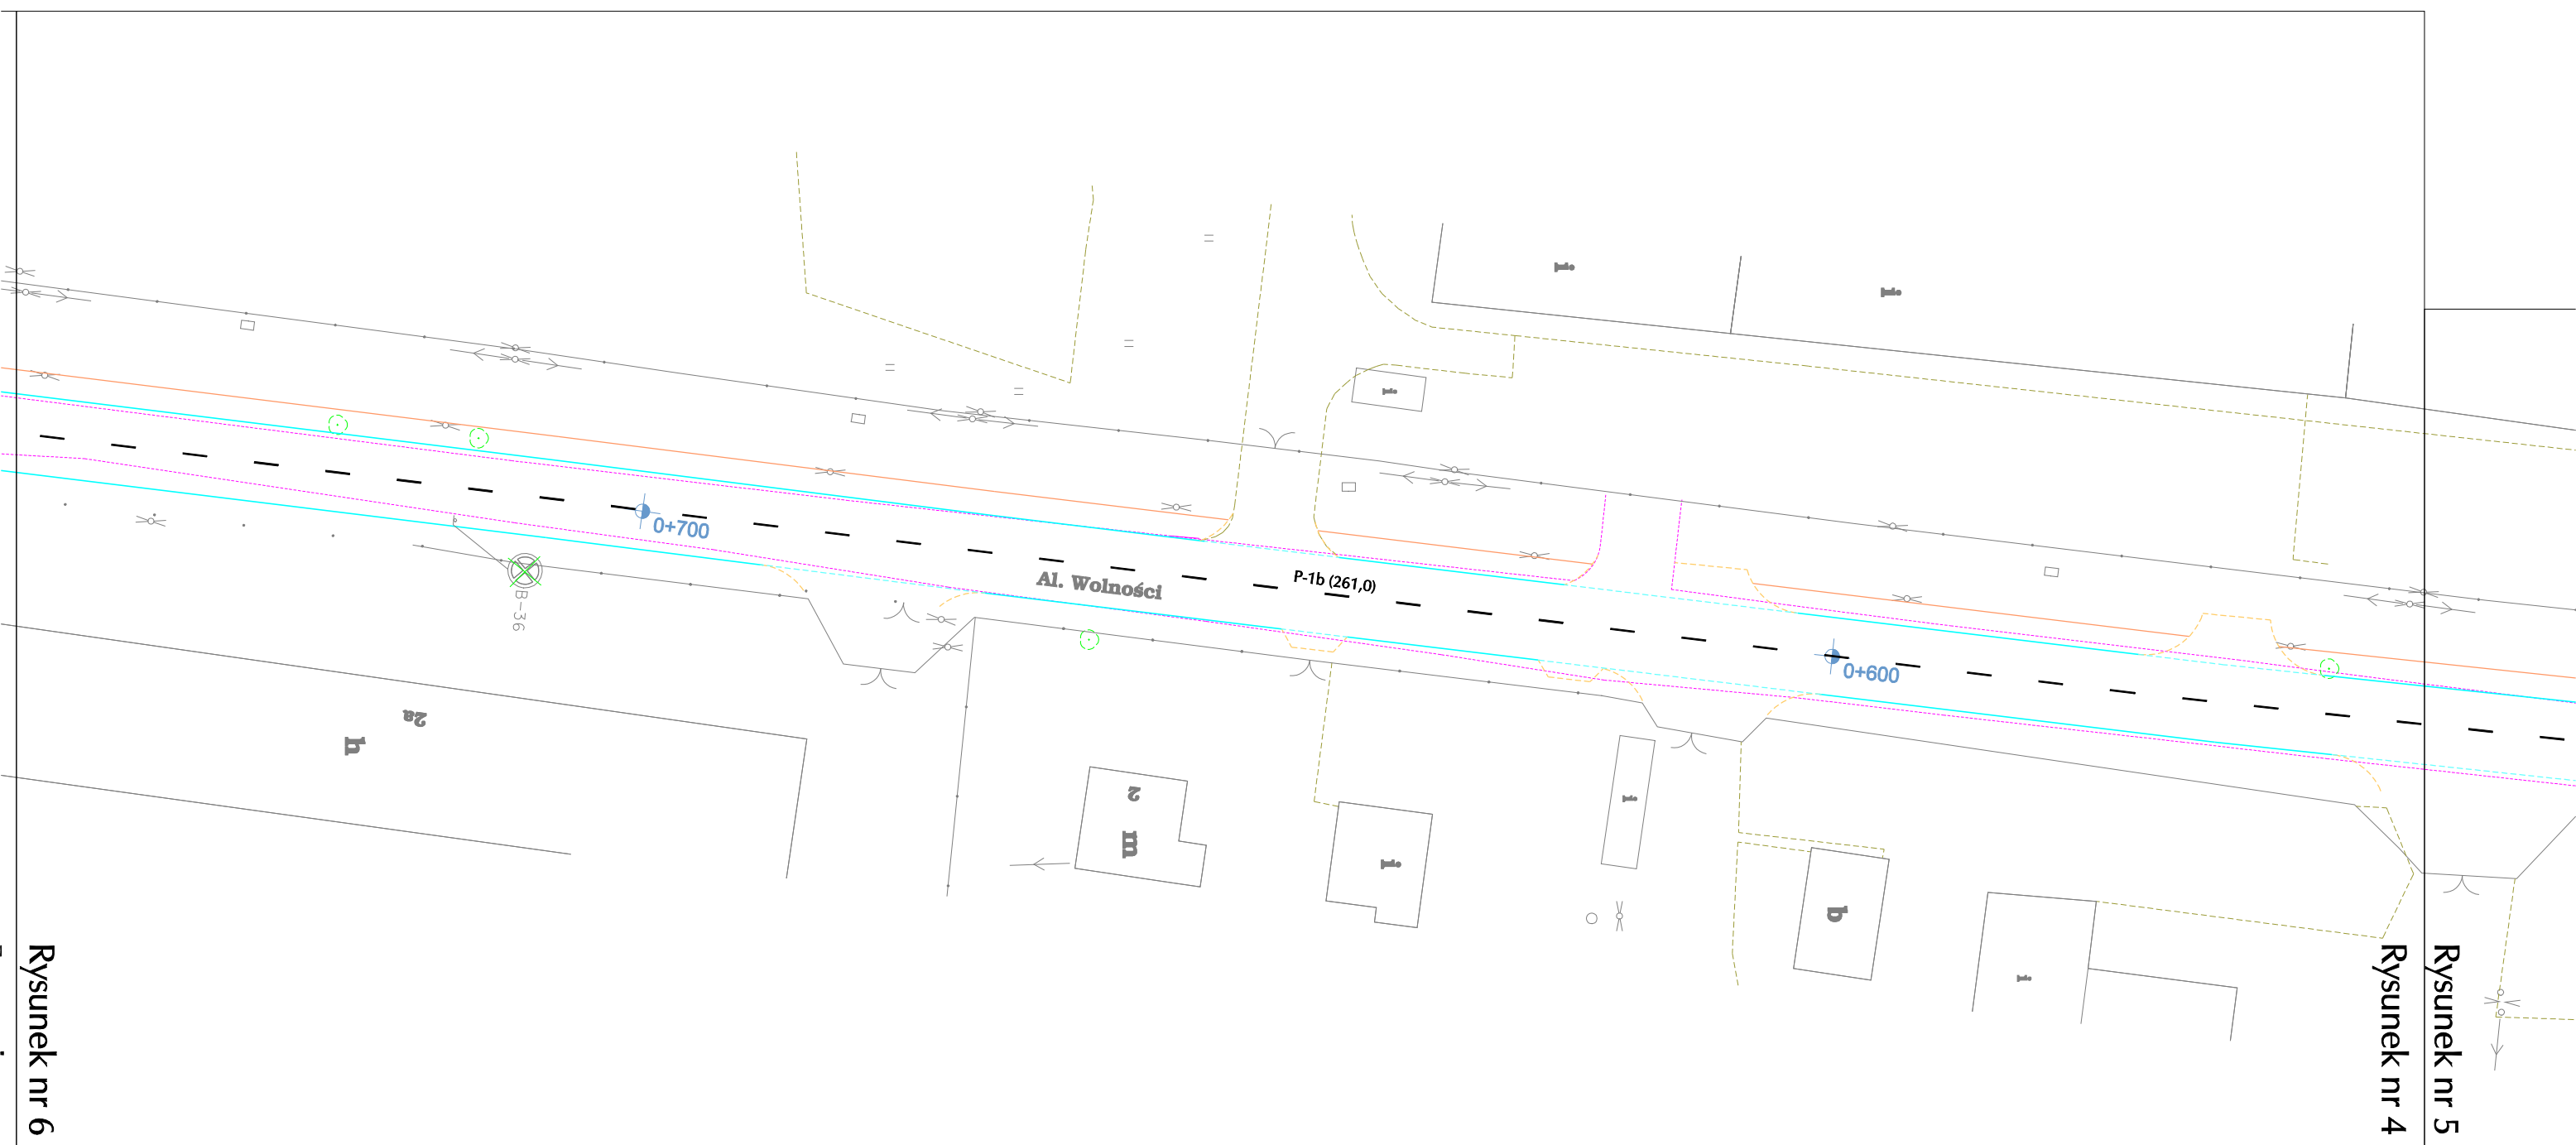 j
j
j
0+700
Al. Wolności
P-1b (261,0)
0+600
B-36
2a
h
2
m
j
j
b
j
Rysunek nr 6
Rysunek nr 4
Rysunek nr 5